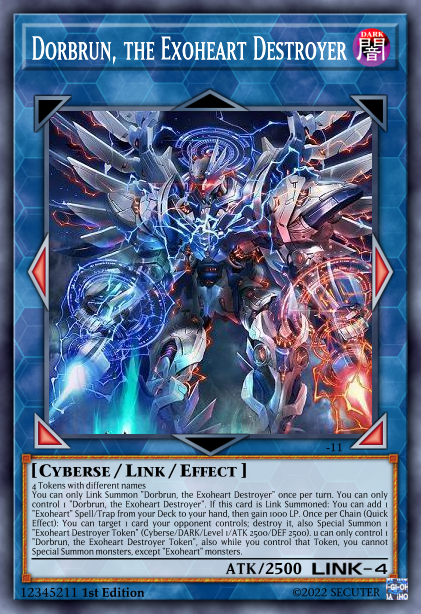 DORBRUN, THE EXOHEART DESTROYER
DARK
闇
-11
[CYBERSE / LINK / EFFECT ]
4 Tokens with different names
You can only Link Summon "Dorbrun, the Exoheart Destroyer" once per turn. You can only
control 1 "Dorbrun, the Exoheart Destroyer". If this card is Link Summoned: You can add 1
"Exoheart" Spell/Trap from your Deck to your hand, then gain 1000 LP. Once per Chain (Quick
Effect): You can target 1 card your opponent controls; destroy it, also Special Summon 1
"Exoheart Destroyer Token" (Cyberse/DARK/Level 1/ATK 2500/DEF 2500). u can only control 1
"Dorbrun, the Exoheart Destroyer Token", also while you control that Token, you cannot
Special Summon monsters, except "Exoheart" monsters.
ATK/2500 LINK-4
12345211 1st Edition ©2022 SECUTER